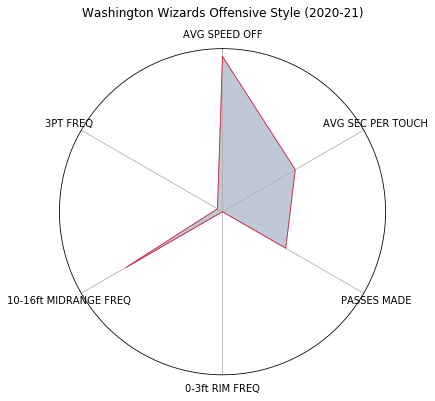 Washington Wizards Offensive Style (2020-21)
AVG SPEED OFF
3PT FREQ
AVG SEC PER TOUCH
10-16ft MIDRANGE FREQ
PASSES MADE
0-3ft RIM FREQ